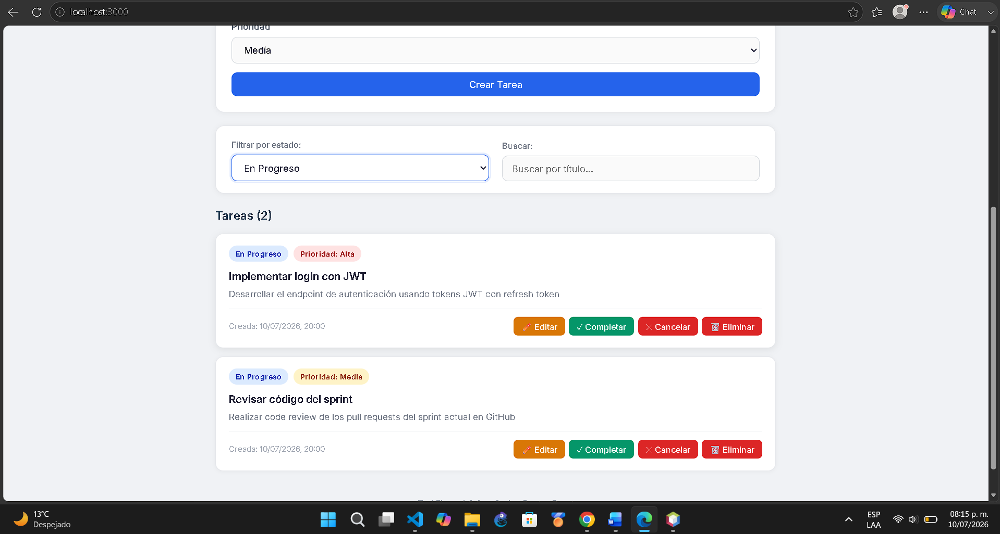 localhost:3000
Chat
Prioridad
Media
Crear Tarea
Filtrar por estado:
Buscar:
En Progreso
Buscar por título...
Tareas (2)
En Progreso
Prioridad: Alta
Implementar login con JWT
Desarrollar el endpoint de autenticación usando tokens JWT con refresh token
Creada: 10/07/2026, 20:00
Editar
✓ Completar
Cancelar
Eliminar
En Progreso
Prioridad: Media
Revisar código del sprint
Realizar code review de los pull requests del sprint actual en GitHub
Creada: 10/07/2026, 20:00
Editar
✓ Completar
Cancelar
Eliminar
13°C
Despejado
ESP
LAA
08:15 p. m.
10/07/2026